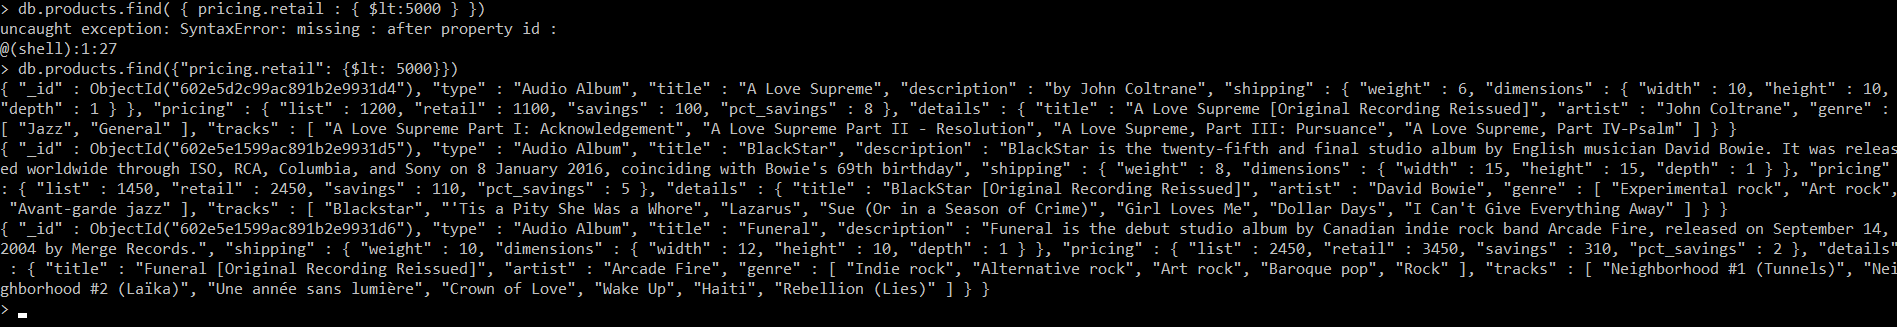 > db.products.find( { pricing.retail : { $lt:5000 } })
uncaught exception: SyntaxError: missing : after property id :
@(shell):1:27
> db.products.find({"pricing.retail": {$lt: 5000}})
{ "_id" : ObjectId("602e5d2c99ac891b2e9931d4"), "type" : "Audio Album", "title" : "A Love Supreme", "description" : "by John Coltrane", "shipping" : { "weight" : 6, "dimensions" : { "width" : 10, "height" : 10,
"depth" : 1 } }, "pricing" : { "list" : 1200, "retail" : 1100, "savings" : 100, "pct_savings" : 8 }, "details" : { "title" : "A Love Supreme [Original Recording Reissued]", "artist" : "John Coltrane", "genre" :
[ "Jazz", "General" ], "tracks" : [ "A Love Supreme Part I: Acknowledgement", "A Love Supreme Part II - Resolution", "A Love Supreme, Part III: Pursuance", "A Love Supreme, Part IV-Psalm" ] } }
{ "_id" : ObjectId("602e5e1599ac891b2e9931d5"), "type" : "Audio Album", "title" : "BlackStar", "description" : "BlackStar is the twenty-fifth and final studio album by English musician David Bowie. It was releas
ed worldwide through ISO, RCA, Columbia, and Sony on 8 January 2016, coinciding with Bowie's 69th birthday", "shipping" : { "weight" : 8, "dimensions" : { "width" : 15, "height" : 15, "depth" : 1 } }, "pricing"
: { "list" : 1450, "retail" : 2450, "savings" : 110, "pct_savings" : 5 }, "details" : { "title" : "BlackStar [Original Recording Reissued]", "artist" : "David Bowie", "genre" : [ "Experimental rock", "Art rock",
"Avant-garde jazz" ], "tracks" : [ "Blackstar", "'Tis a Pity She Was a Whore", "Lazarus", "Sue (Or in a Season of Crime)", "Girl Loves Me", "Dollar Days", "I Can't Give Everything Away" ] } }
{ "_id" : ObjectId("602e5e1599ac891b2e9931d6"), "type" : "Audio Album", "title" : "Funeral", "description" : "Funeral is the debut studio album by Canadian indie rock band Arcade Fire, released on September 14,
2004 by Merge Records.", "shipping" : { "weight" : 10, "dimensions" : { "width" : 12, "height" : 10, "depth" : 1 } }, "pricing" : { "list" : 2450, "retail" : 3450, "savings" : 310, "pct_savings" : 2 }, "details"
: { "title" : "Funeral [Original Recording Reissued]", "artist" : "Arcade Fire", "genre" : [ "Indie rock", "Alternative rock", "Art rock", "Baroque pop", "Rock" ], "tracks" : [ "Neighborhood #1 (Tunnels)", "Nei
ghborhood #2 (Laïka)", "Une année sans lumière", "Crown of Love", "Wake Up", "Haiti", "Rebellion (Lies)" ] } }
>